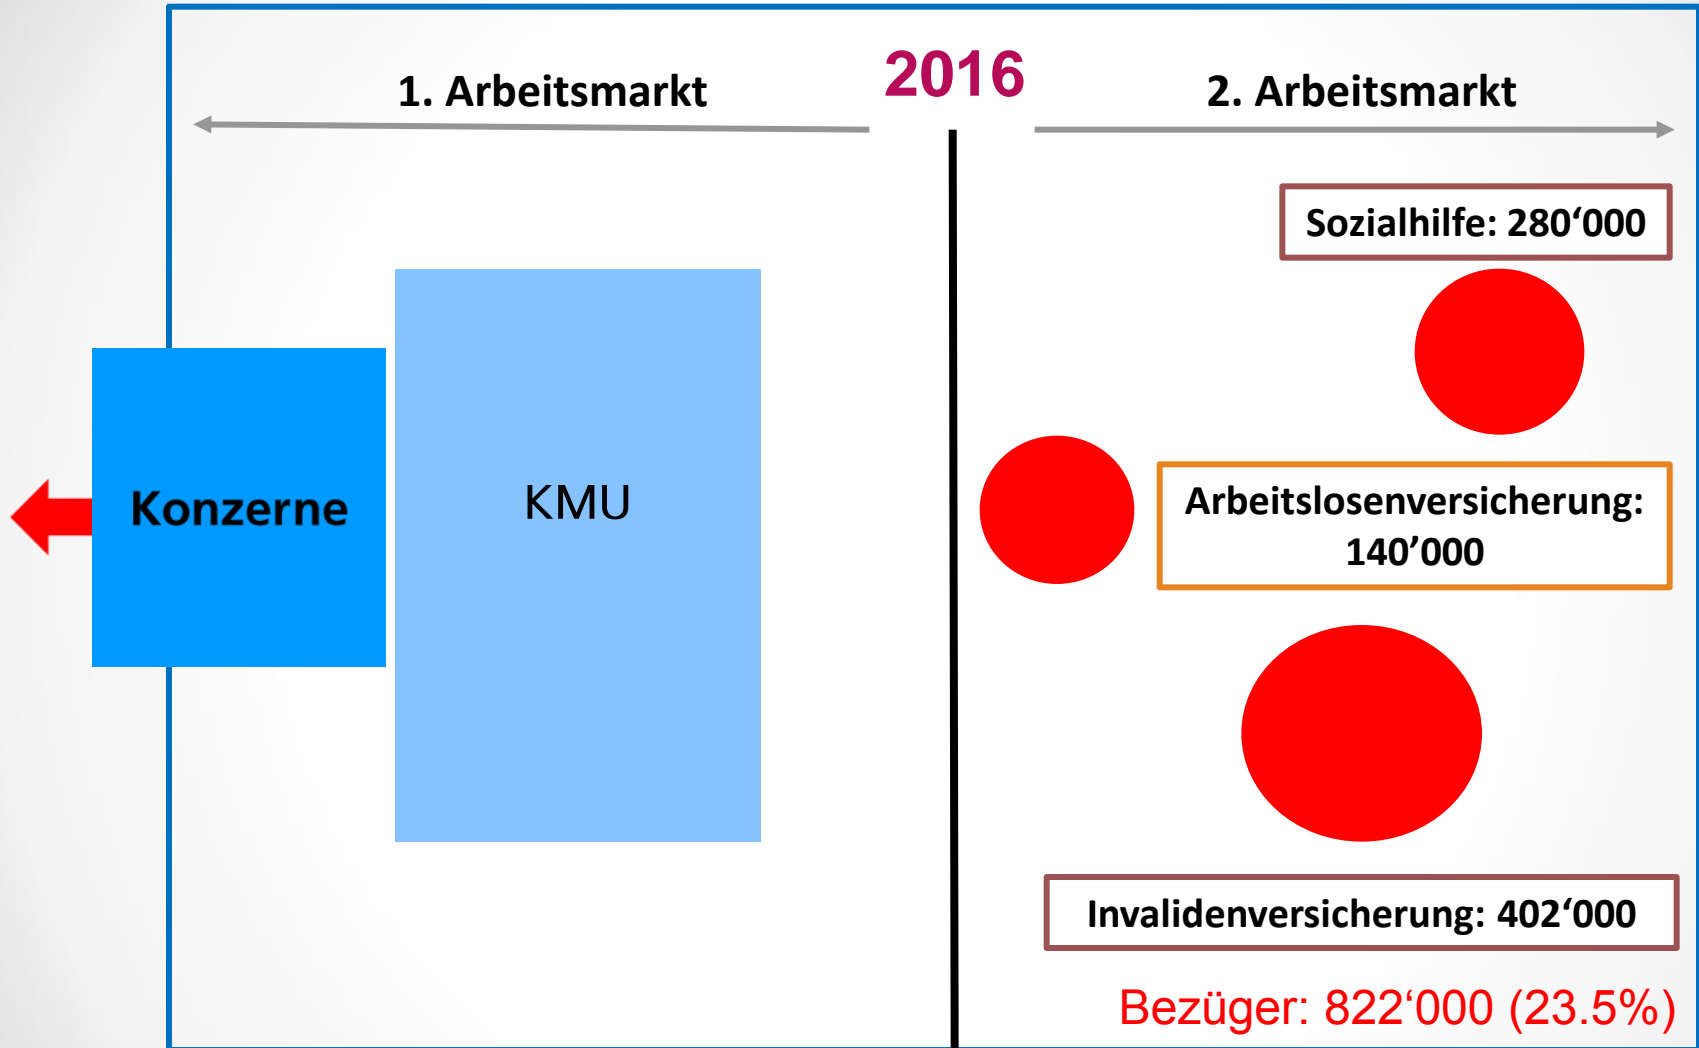 2016
1. Arbeitsmarkt
2. Arbeitsmarkt
Sozialhilfe: 280‘000
Konzerne
KMU
Arbeitslosenversicherung:
140’000
Invalidenversicherung: 402‘000
Bezüger: 822‘000 (23.5%)